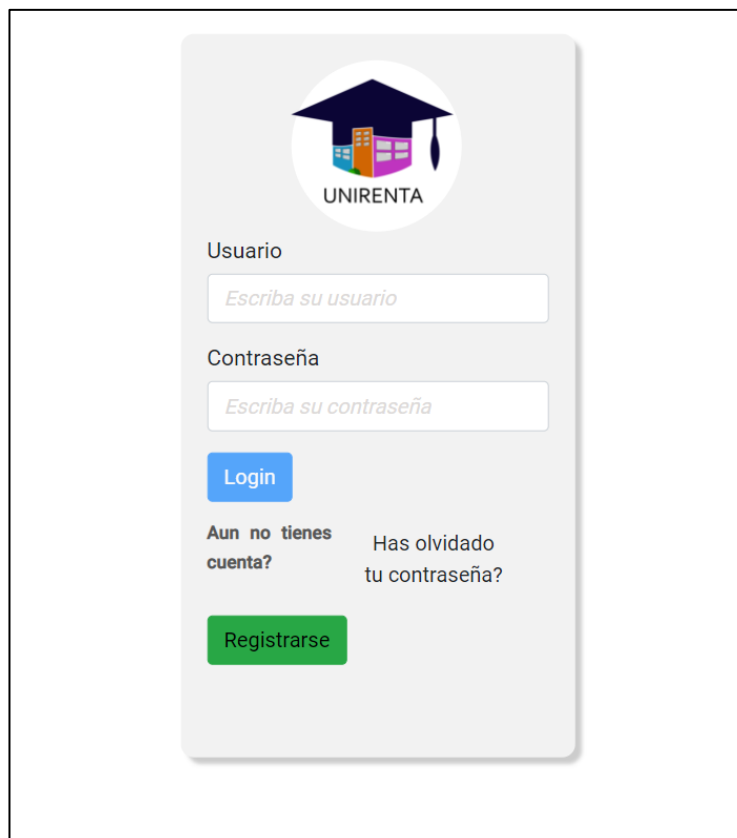 UNIRENTA
Usuario
Escriba su usuario
Contraseña
Escriba su contraseña
Login
Aun no tienes
cuenta?
Has olvidado
tu contraseña?
Registrarse